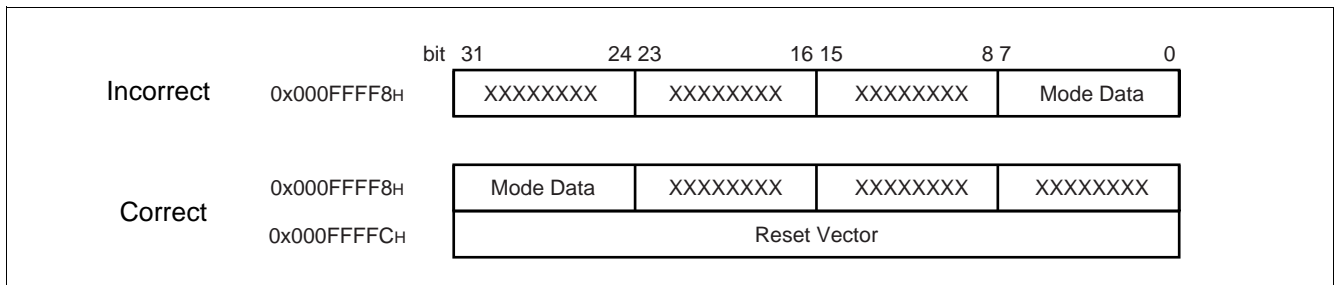 bit 31 24 23 16 15 8 7 0
Incorrect 0x000FFFF8H XXXXXXXX XXXXXXXX XXXXXXXX Mode Data
0x000FFFF8H Mode Data XXXXXXXX XXXXXXXX XXXXXXXX
Correct
0x000FFFFCH Reset Vector